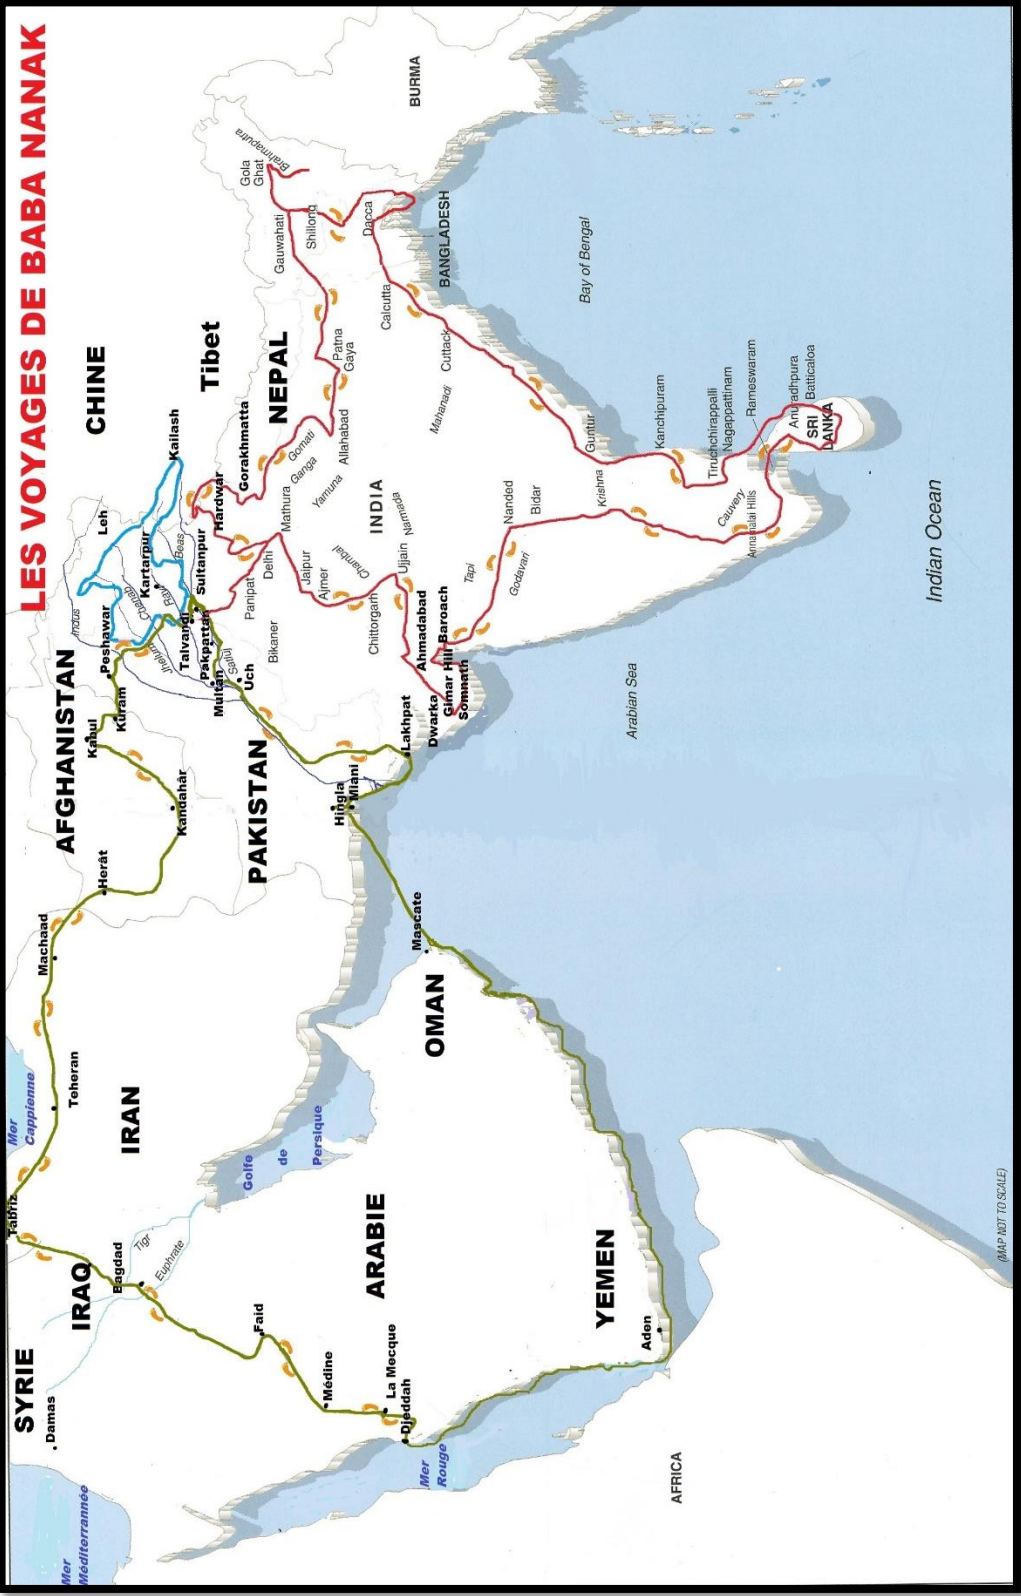 LES VOYAGES DE BABA NANAK
CHINE
Tibet
NEPAL
BURMA
Brahmaputra
Gola
Ghat
Gauwahati
Shillong
Dacca
BANGLADESH
Calcutta
Cuttack
Mahanadi
Patna
Gaya
Allahabad
Gomati
Ganga
Yamuna
Gorakhmatta
Hardwar
Mathura
Kailash
Leh
Kartarpur
Beas
Sultanpur
Chenab
Ravi
Indus
Jhelum
Talvandi
Pakpattan
Satluj
Multan
Uch
Peshawar
Kuram
Kabul
AFGHANISTAN
Kandahâr
Herât
Machaad
PAKISTAN
Panipat
Delhi
Bikaner
Jaipur
Ajmer
Chambal
Chittorgarh
Ujjain
Narmada
INDIA
Tapi
Godavari
Nanded
Bidar
Krishna
Guntur
Kanchipuram
Tiruchchirappalli
Nagappattinam
Rameswaram
Anuradhpura
Batticaloa
SRI
LANKA
Cauvery
Annamalai Hills
Ahmadabad
Baroach
Girnar Hill
Somnath
Dwarka
Lakhpat
Hingla
Miani
Bay of Bengal
Indian Ocean
Arabian Sea
Mascate
OMAN
Mer
Cappienne
Teheran
IRAN
Tabriz
Golfe
de
Persique
Tigr
Euphrate
Bagdad
IRAQ
SYRIE
Damas
Faid
ARABIE
Médine
La Mecque
Djeddah
Mer
Rouge
YEMEN
Aden
AFRICA
Mer
Méditerrannée
(MAP NOT TO SCALE)